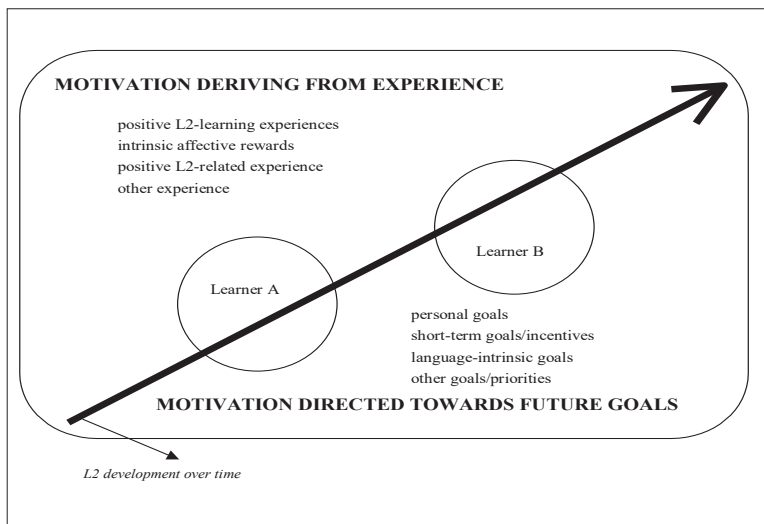 MOTIVATION DERIVING FROM EXPERIENCE
positive L2-learning experiences
intrinsic affective rewards
positive L2-related experience
other experience
Learner B
Learner A
personal goals
short-term goals/incentives
language-intrinsic goals
other goals/priorities
MOTIVATION DIRECTED TOWARDS FUTURE GOALS
L2 development over time